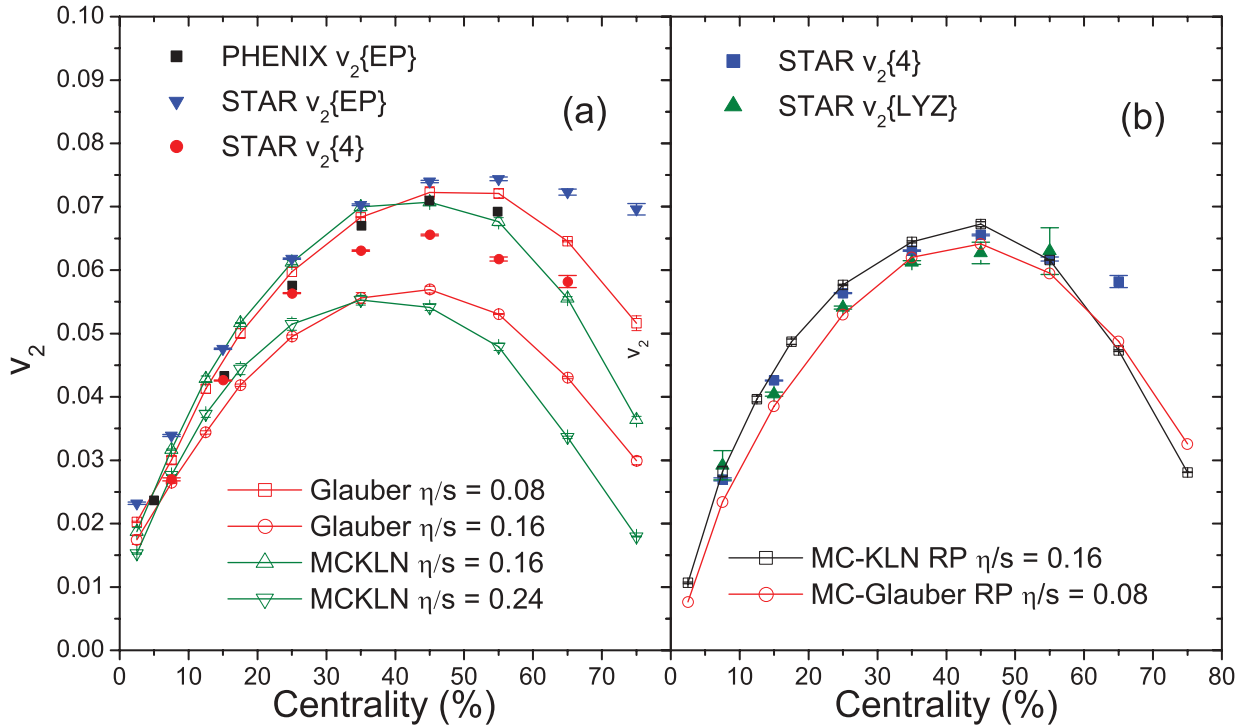 0.10
0.09
0.08
0.07
0.06
0.05
0.04
0.03
0.02
0.01
0.00
v₂
PHENIX v₂{EP}
STAR v₂{EP}
STAR v₂{4}
(a)
Glauber η/s = 0.08
Glauber η/s = 0.16
MCKLN η/s = 0.16
MCKLN η/s = 0.24
0 10 20 30 40 50 60 70
Centrality (%)
v₂
STAR v₂{4}
STAR v₂{LYZ}
(b)
MC-KLN RP η/s = 0.16
MC-Glauber RP η/s = 0.08
0 10 20 30 40 50 60 70 80
Centrality (%)